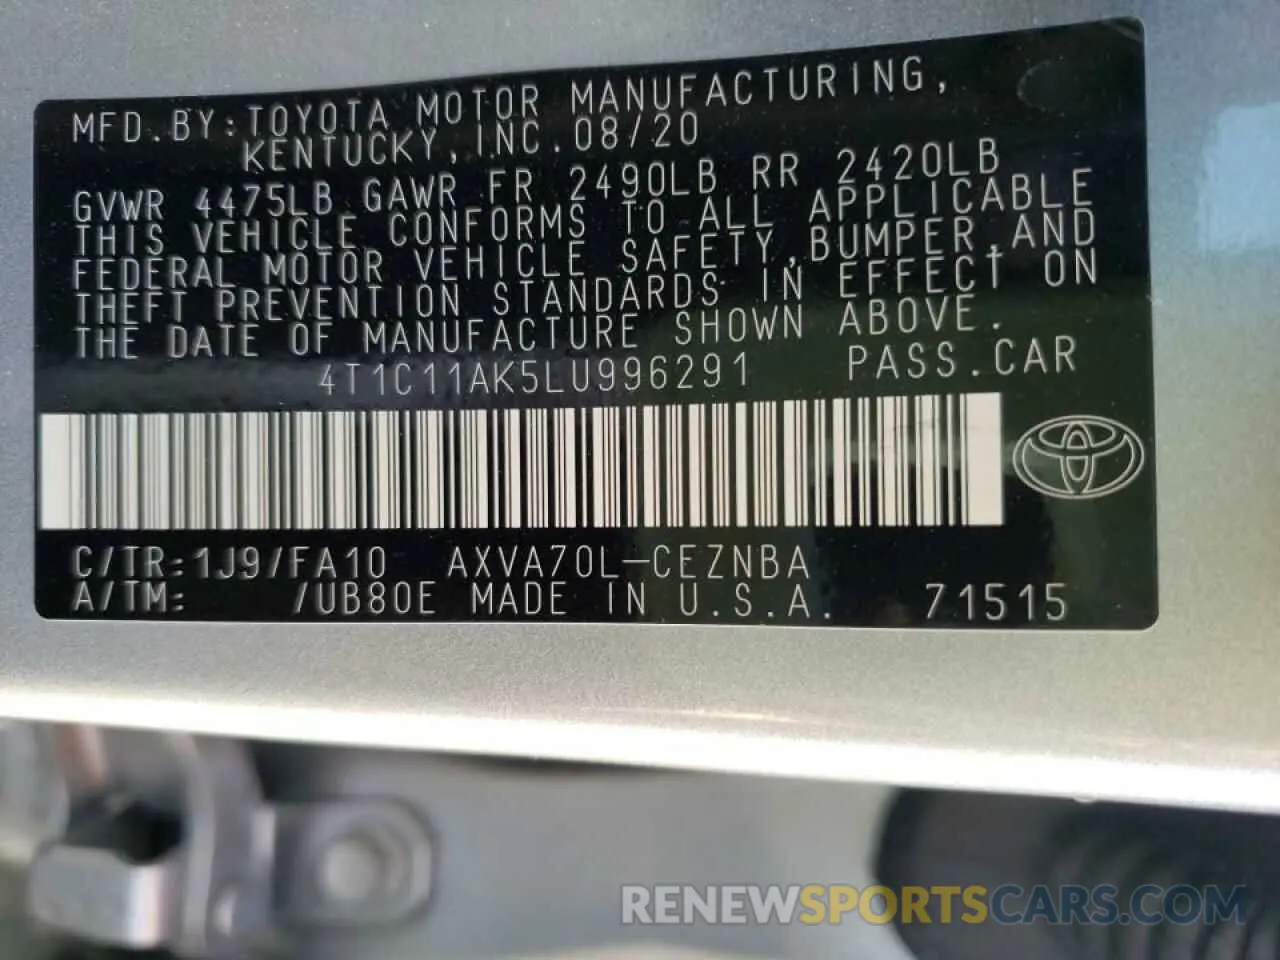 MFD.BY:TOYOTA MOTOR MANUFACTURING,
KENTUCKY, INC. 08/20
GVWR 4475LB GAWR FR 2490LB RR 2420LB
THIS VEHICLE CONFORMS TO ALL APPLICABLE
FEDERAL MOTOR VEHICLE SAFETY,BUMPER,AND
THEFT PREVENTION STANDARDS IN EFFECT ON
THE DATE OF MANUFACTURE SHOWN ABOVE.
4T1C11AK5LU996291 PASS.CAR
C/TR:1J9/FA10 AXVA70L-CEZNBA
A/TM: /UB80E MADE IN U.S.A. 71515
RENEWSPORTSCARS.COM